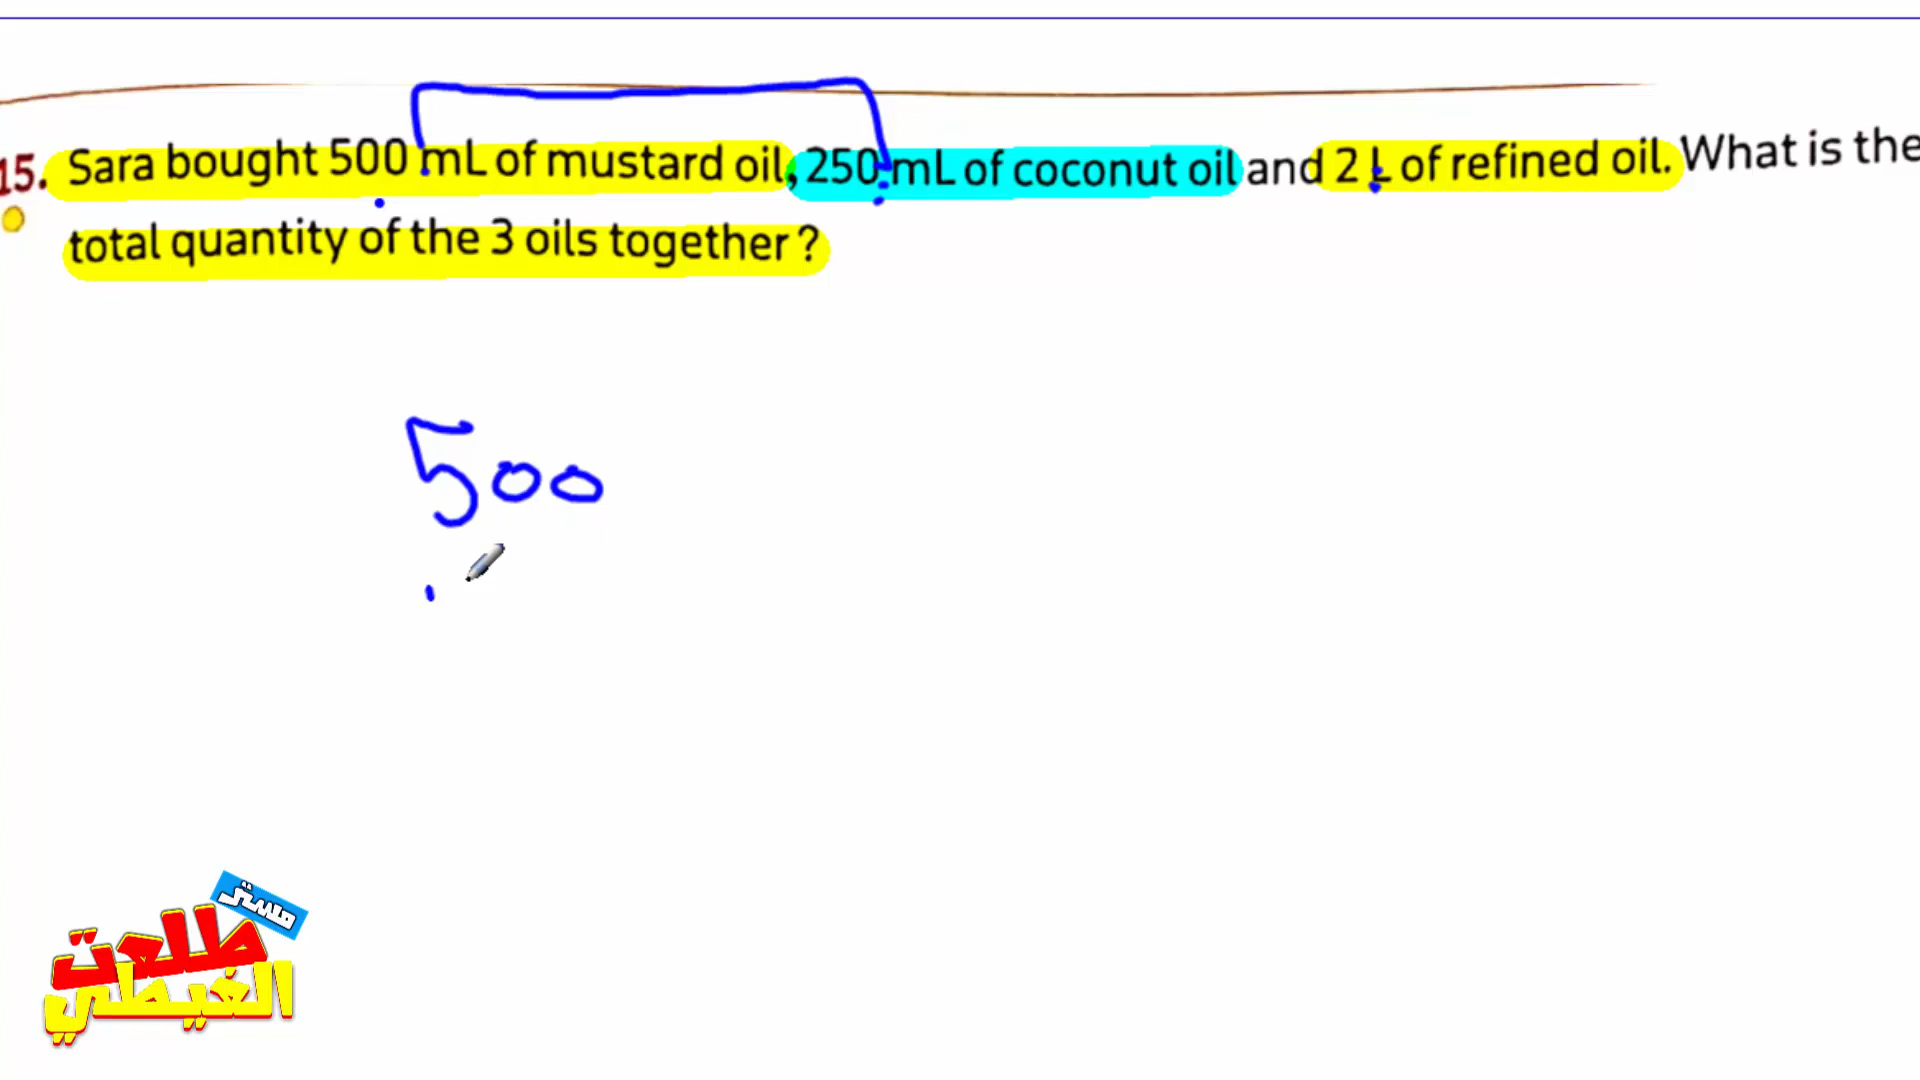 15. Sara bought 500 mL of mustard oil, 250 mL of coconut oil and 2 L of refined oil. What is the
total quantity of the 3 oils together ?
500
مستر
طلعت
الغيطي